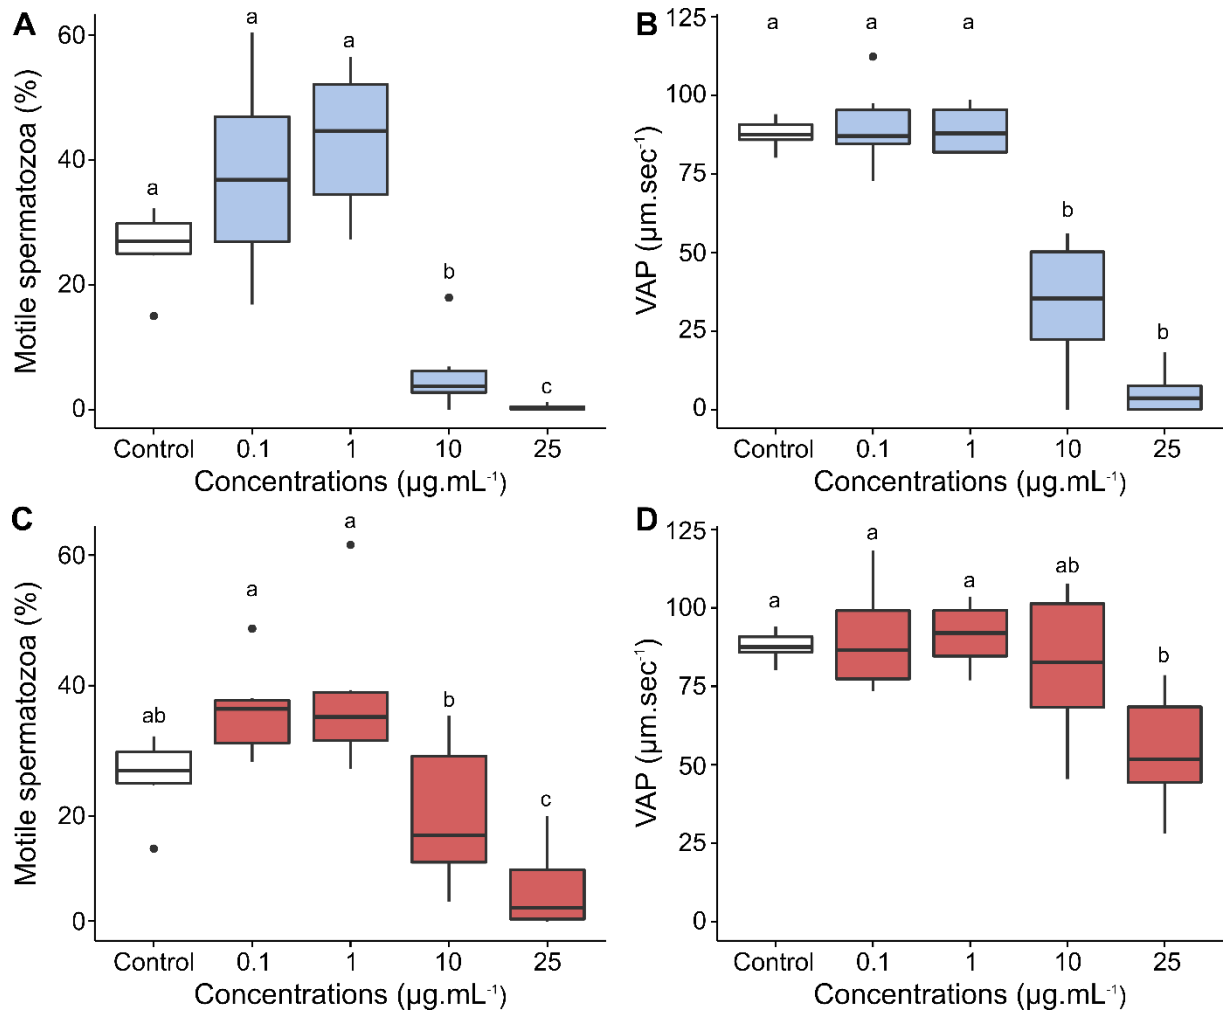 A
Motile spermatozoa (%)
60
40
20
0
a
a
a
b
c
Control 0.1 1 10 25
Concentrations (µg.mL⁻¹)
B
VAP (µm.sec⁻¹)
125
100
75
50
25
0
a
a
a
b
b
Control 0.1 1 10 25
Concentrations (µg.mL⁻¹)
C
Motile spermatozoa (%)
60
40
20
0
ab
a
a
b
c
Control 0.1 1 10 25
Concentrations (µg.mL⁻¹)
D
VAP (µm.sec⁻¹)
125
100
75
50
25
0
a
a
a
ab
b
Control 0.1 1 10 25
Concentrations (µg.mL⁻¹)